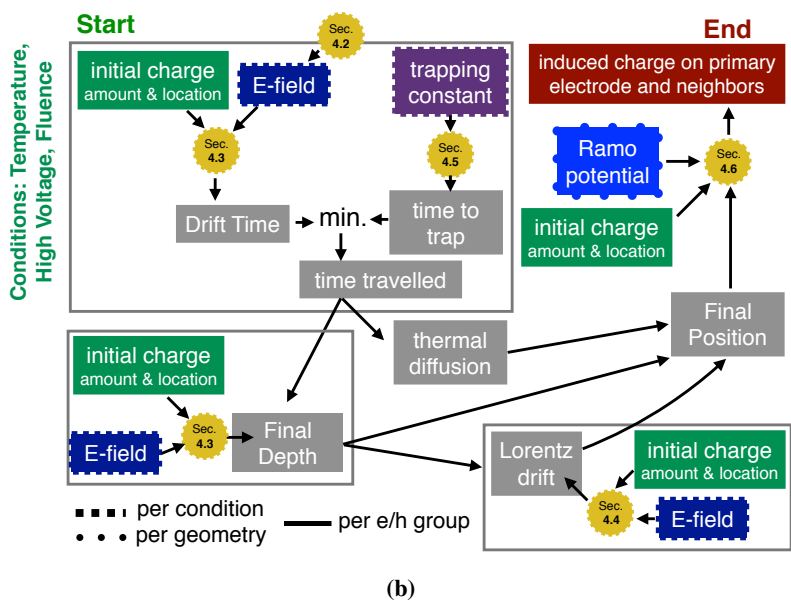 Start
End
Conditions: Temperature,
High Voltage, Fluence
Sec.
4.2
initial charge
amount & location
E-field
trapping
constant
Sec.
4.3
Sec.
4.5
Drift Time
min.
time to
trap
time travelled
induced charge on primary
electrode and neighbors
Ramo
potential
Sec.
4.6
initial charge
amount & location
thermal
diffusion
Final
Position
initial charge
amount & location
E-field
Sec.
4.3
Final
Depth
Lorentz
drift
initial charge
amount & location
Sec.
4.4
E-field
per condition
per geometry
per e/h group
(b)